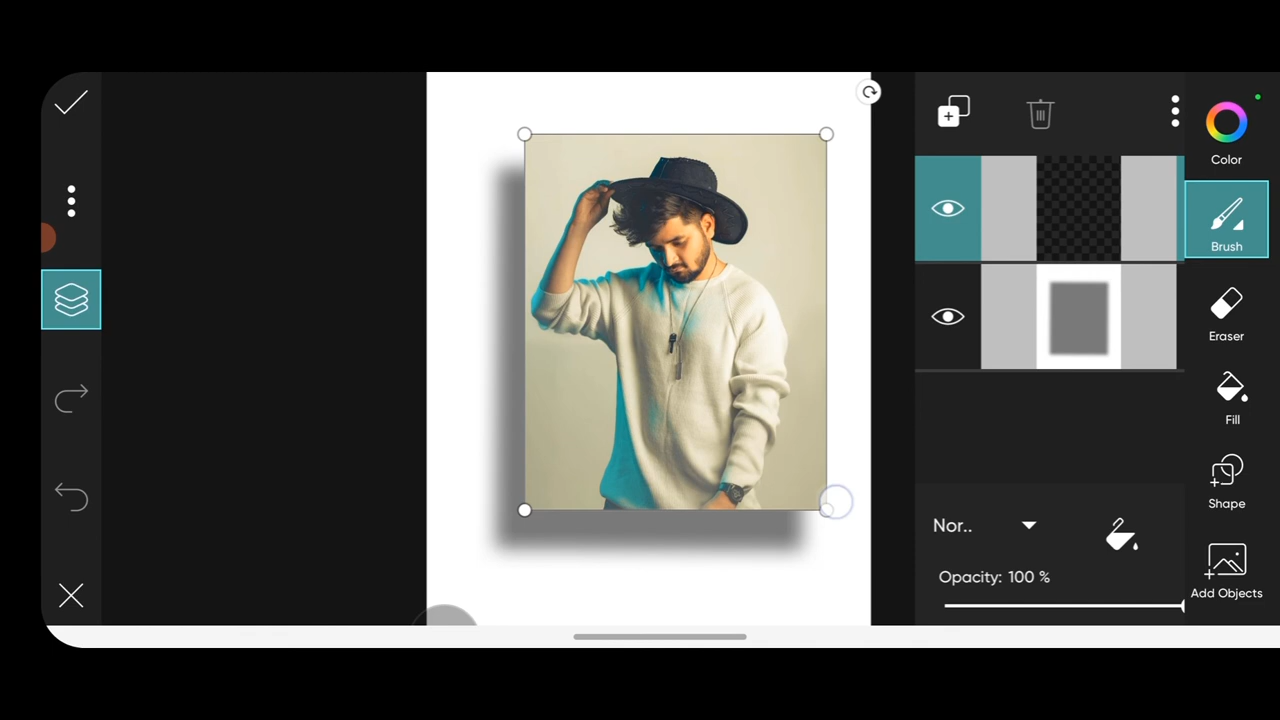 Color
Brush
Eraser
Fill
Shape
Add Objects
Nor..
Opacity: 100 %